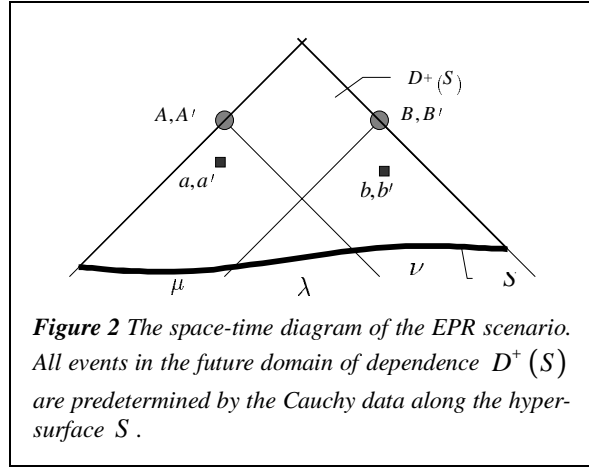 D+(S)
A,A′
B,B′
a,a′
b,b′
μ
λ
ν
S
Figure 2 The space-time diagram of the EPR scenario.
All events in the future domain of dependence D⁺(S)
are predetermined by the Cauchy data along the hyper-
surface S .